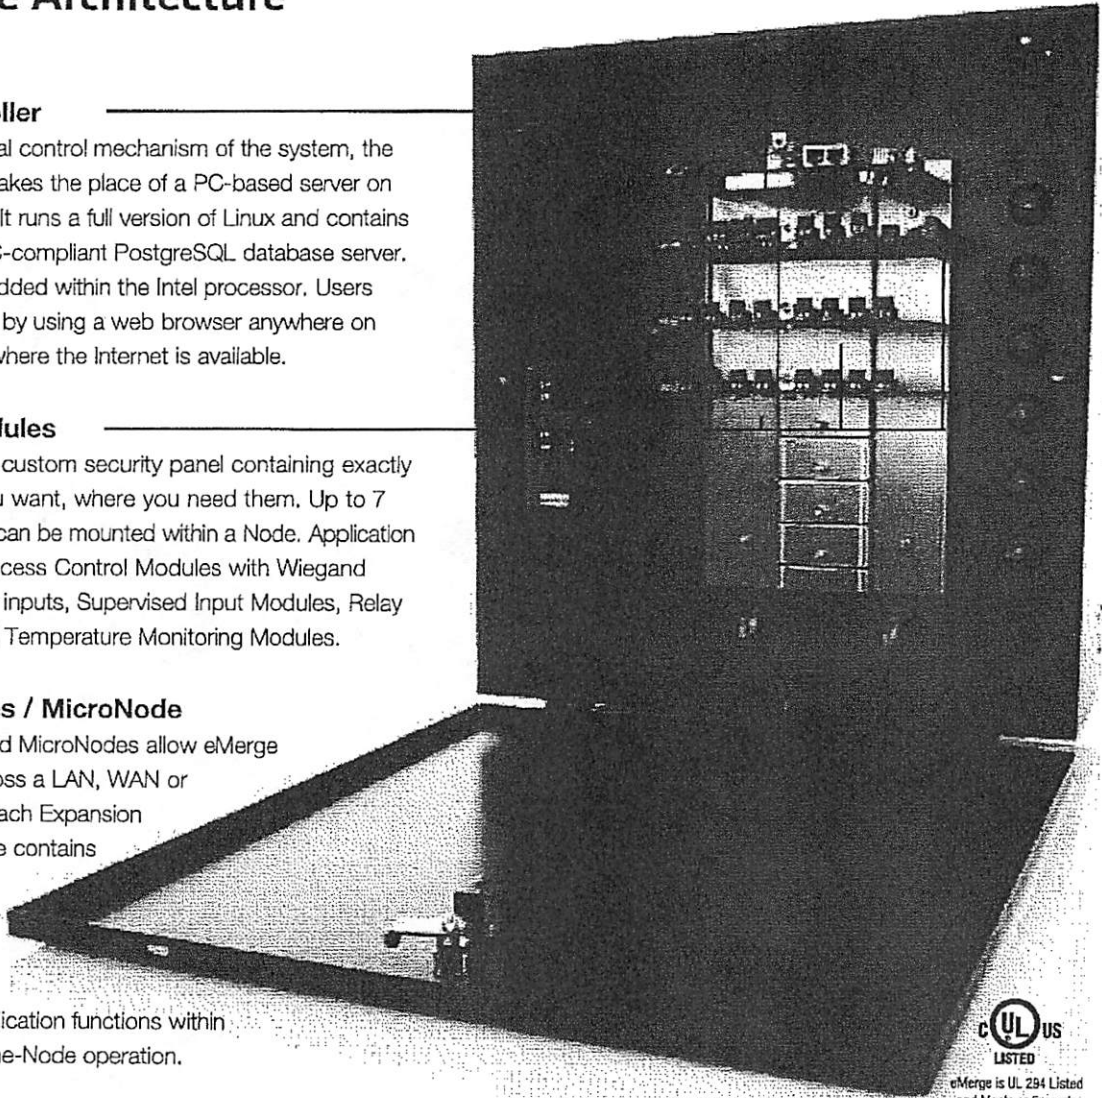 e Architecture
ller
al control mechanism of the system, the
akes the place of a PC-based server on
It runs a full version of Linux and contains
-compliant PostgreSQL database server.
dded within the Intel processor. Users
by using a web browser anywhere on
where the Internet is available.
dules
custom security panel containing exactly
u want, where you need them. Up to 7
can be mounted within a Node. Application
ccess Control Modules with Wiegand
inputs, Supervised Input Modules, Relay
Temperature Monitoring Modules.
s / MicroNode
d MicroNodes allow eMerge
oss a LAN, WAN or
ach Expansion
e contains
ication functions within
ne-Node operation.
c UL US
LISTED
eMerge is UL 294 Listed